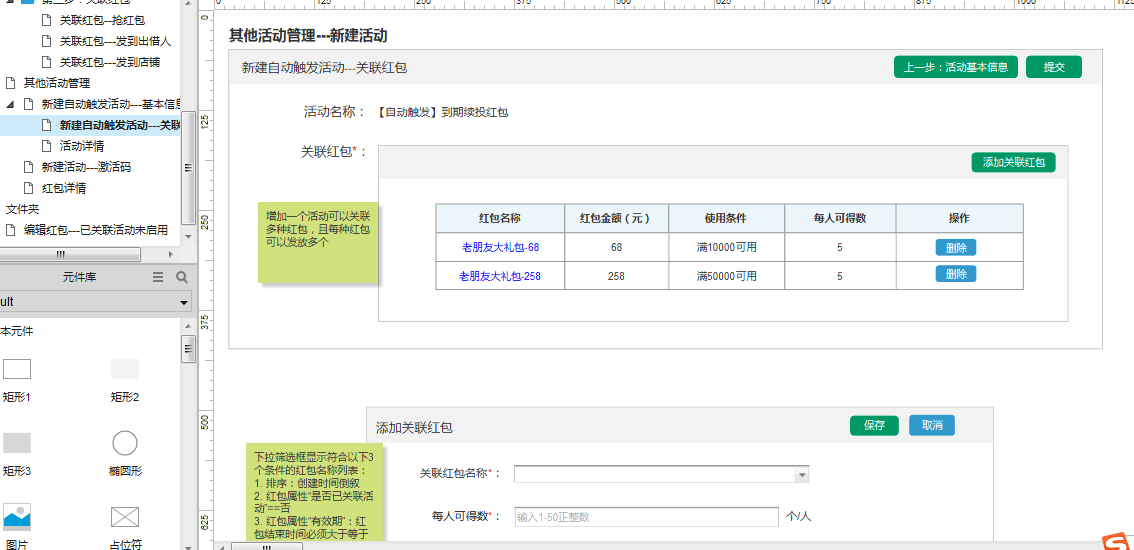 第二步：关联红包
关联红包--抢红包
关联红包---发到出借人
关联红包---发到店铺
其他活动管理
新建自动触发活动---基本信息
新建自动触发活动---关联
活动详情
新建活动---激活码
红包详情
文件夹
编辑红包---已关联活动未启用
元件库
ult
本元件
矩形1
矩形2
矩形3
椭圆形
图片
占位符
0 125 250 375 500 625 750 875 1000 1125
0
125
250
375
500
625
其他活动管理---新建活动
新建自动触发活动---关联红包
上一步：活动基本信息
提交
活动名称： 【自动触发】到期续投红包
关联红包*：
添加关联红包
增加一个活动可以关联
多种红包，且每种红包
可以发放多个
红包名称 红包金额（元） 使用条件 每人可得数 操作
老朋友大礼包-68 68 满10000可用 5 删除
老朋友大礼包-258 258 满50000可用 5 删除
添加关联红包
保存
取消
下拉筛选框显示符合以下3
个条件的红包名称列表：
1. 排序：创建时间倒叙
2. 红包属性"是否已关联活
动"==否
3. 红包属性"有效期"：红
包结束时间必须大于等于
关联红包名称*：
每人可得数*： 输入1-50正整数 个/人